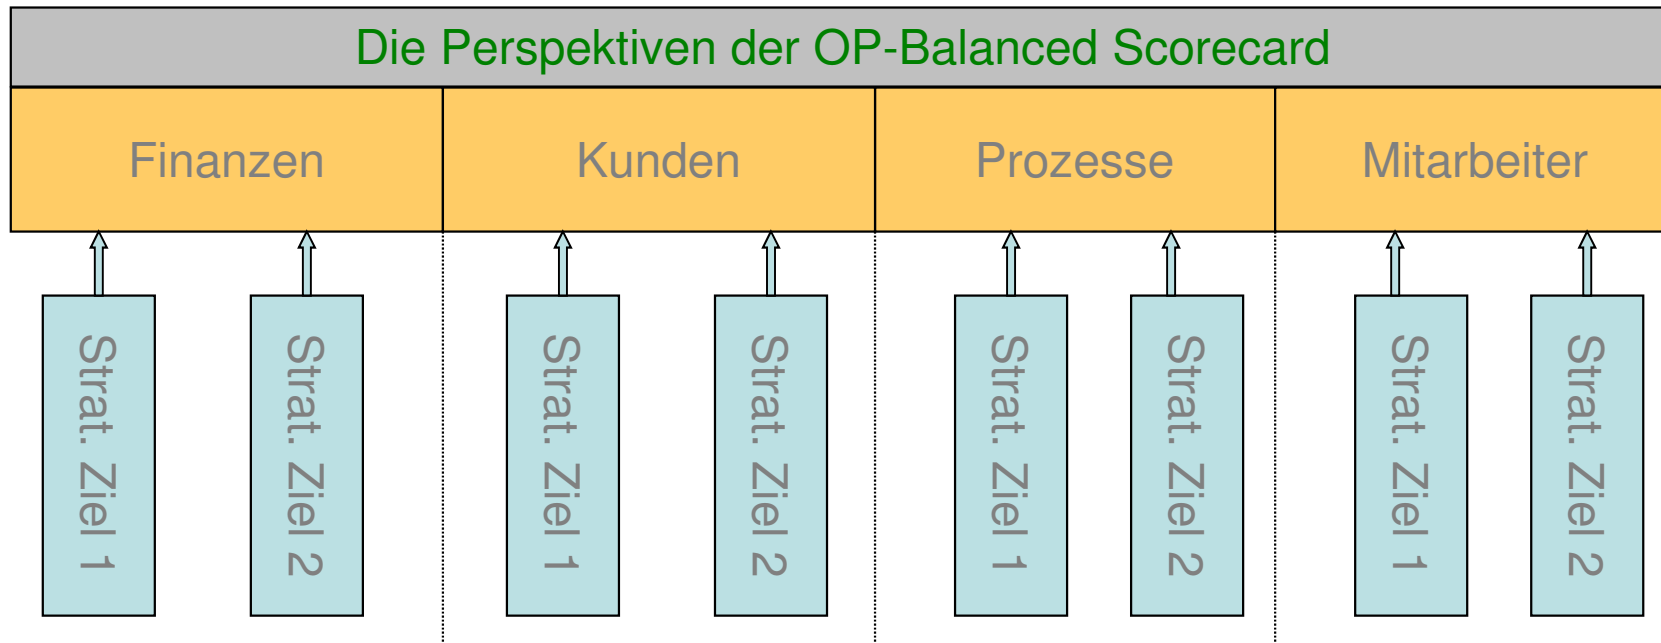 Die Perspektiven der OP-Balanced Scorecard
Finanzen
Kunden
Prozesse
Mitarbeiter
Strat. Ziel 1
Strat. Ziel 2
Strat. Ziel 1
Strat. Ziel 2
Strat. Ziel 1
Strat. Ziel 2
Strat. Ziel 1
Strat. Ziel 2